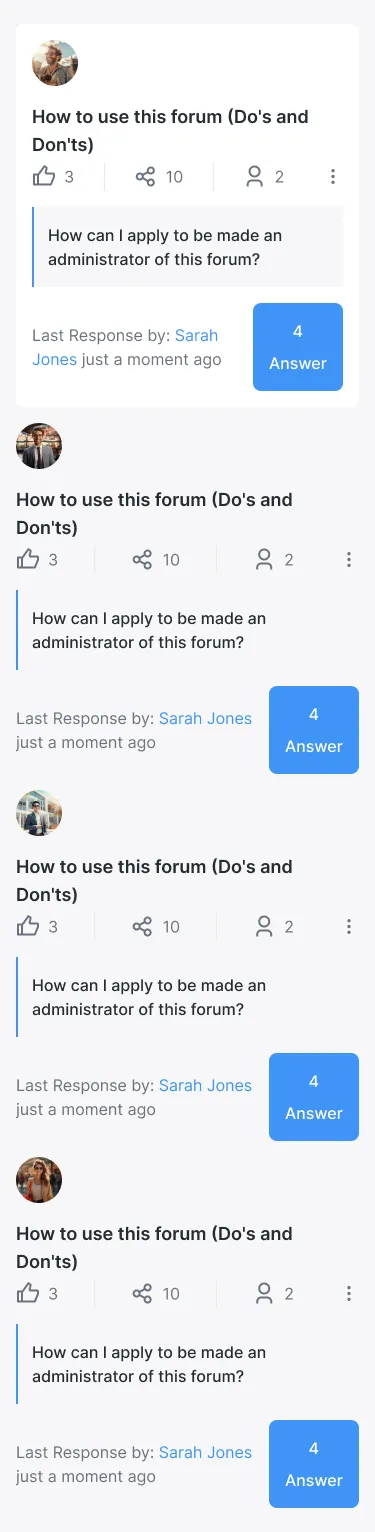 How to use this forum (Do's and
Don'ts)
3 10 2
How can I apply to be made an
administrator of this forum?
Last Response by: Sarah
Jones just a moment ago
4
Answer
How to use this forum (Do's and
Don'ts)
3 10 2
How can I apply to be made an
administrator of this forum?
Last Response by: Sarah Jones
just a moment ago
4
Answer
How to use this forum (Do's and
Don'ts)
3 10 2
How can I apply to be made an
administrator of this forum?
Last Response by: Sarah Jones
just a moment ago
4
Answer
How to use this forum (Do's and
Don'ts)
3 10 2
How can I apply to be made an
administrator of this forum?
Last Response by: Sarah Jones
just a moment ago
4
Answer